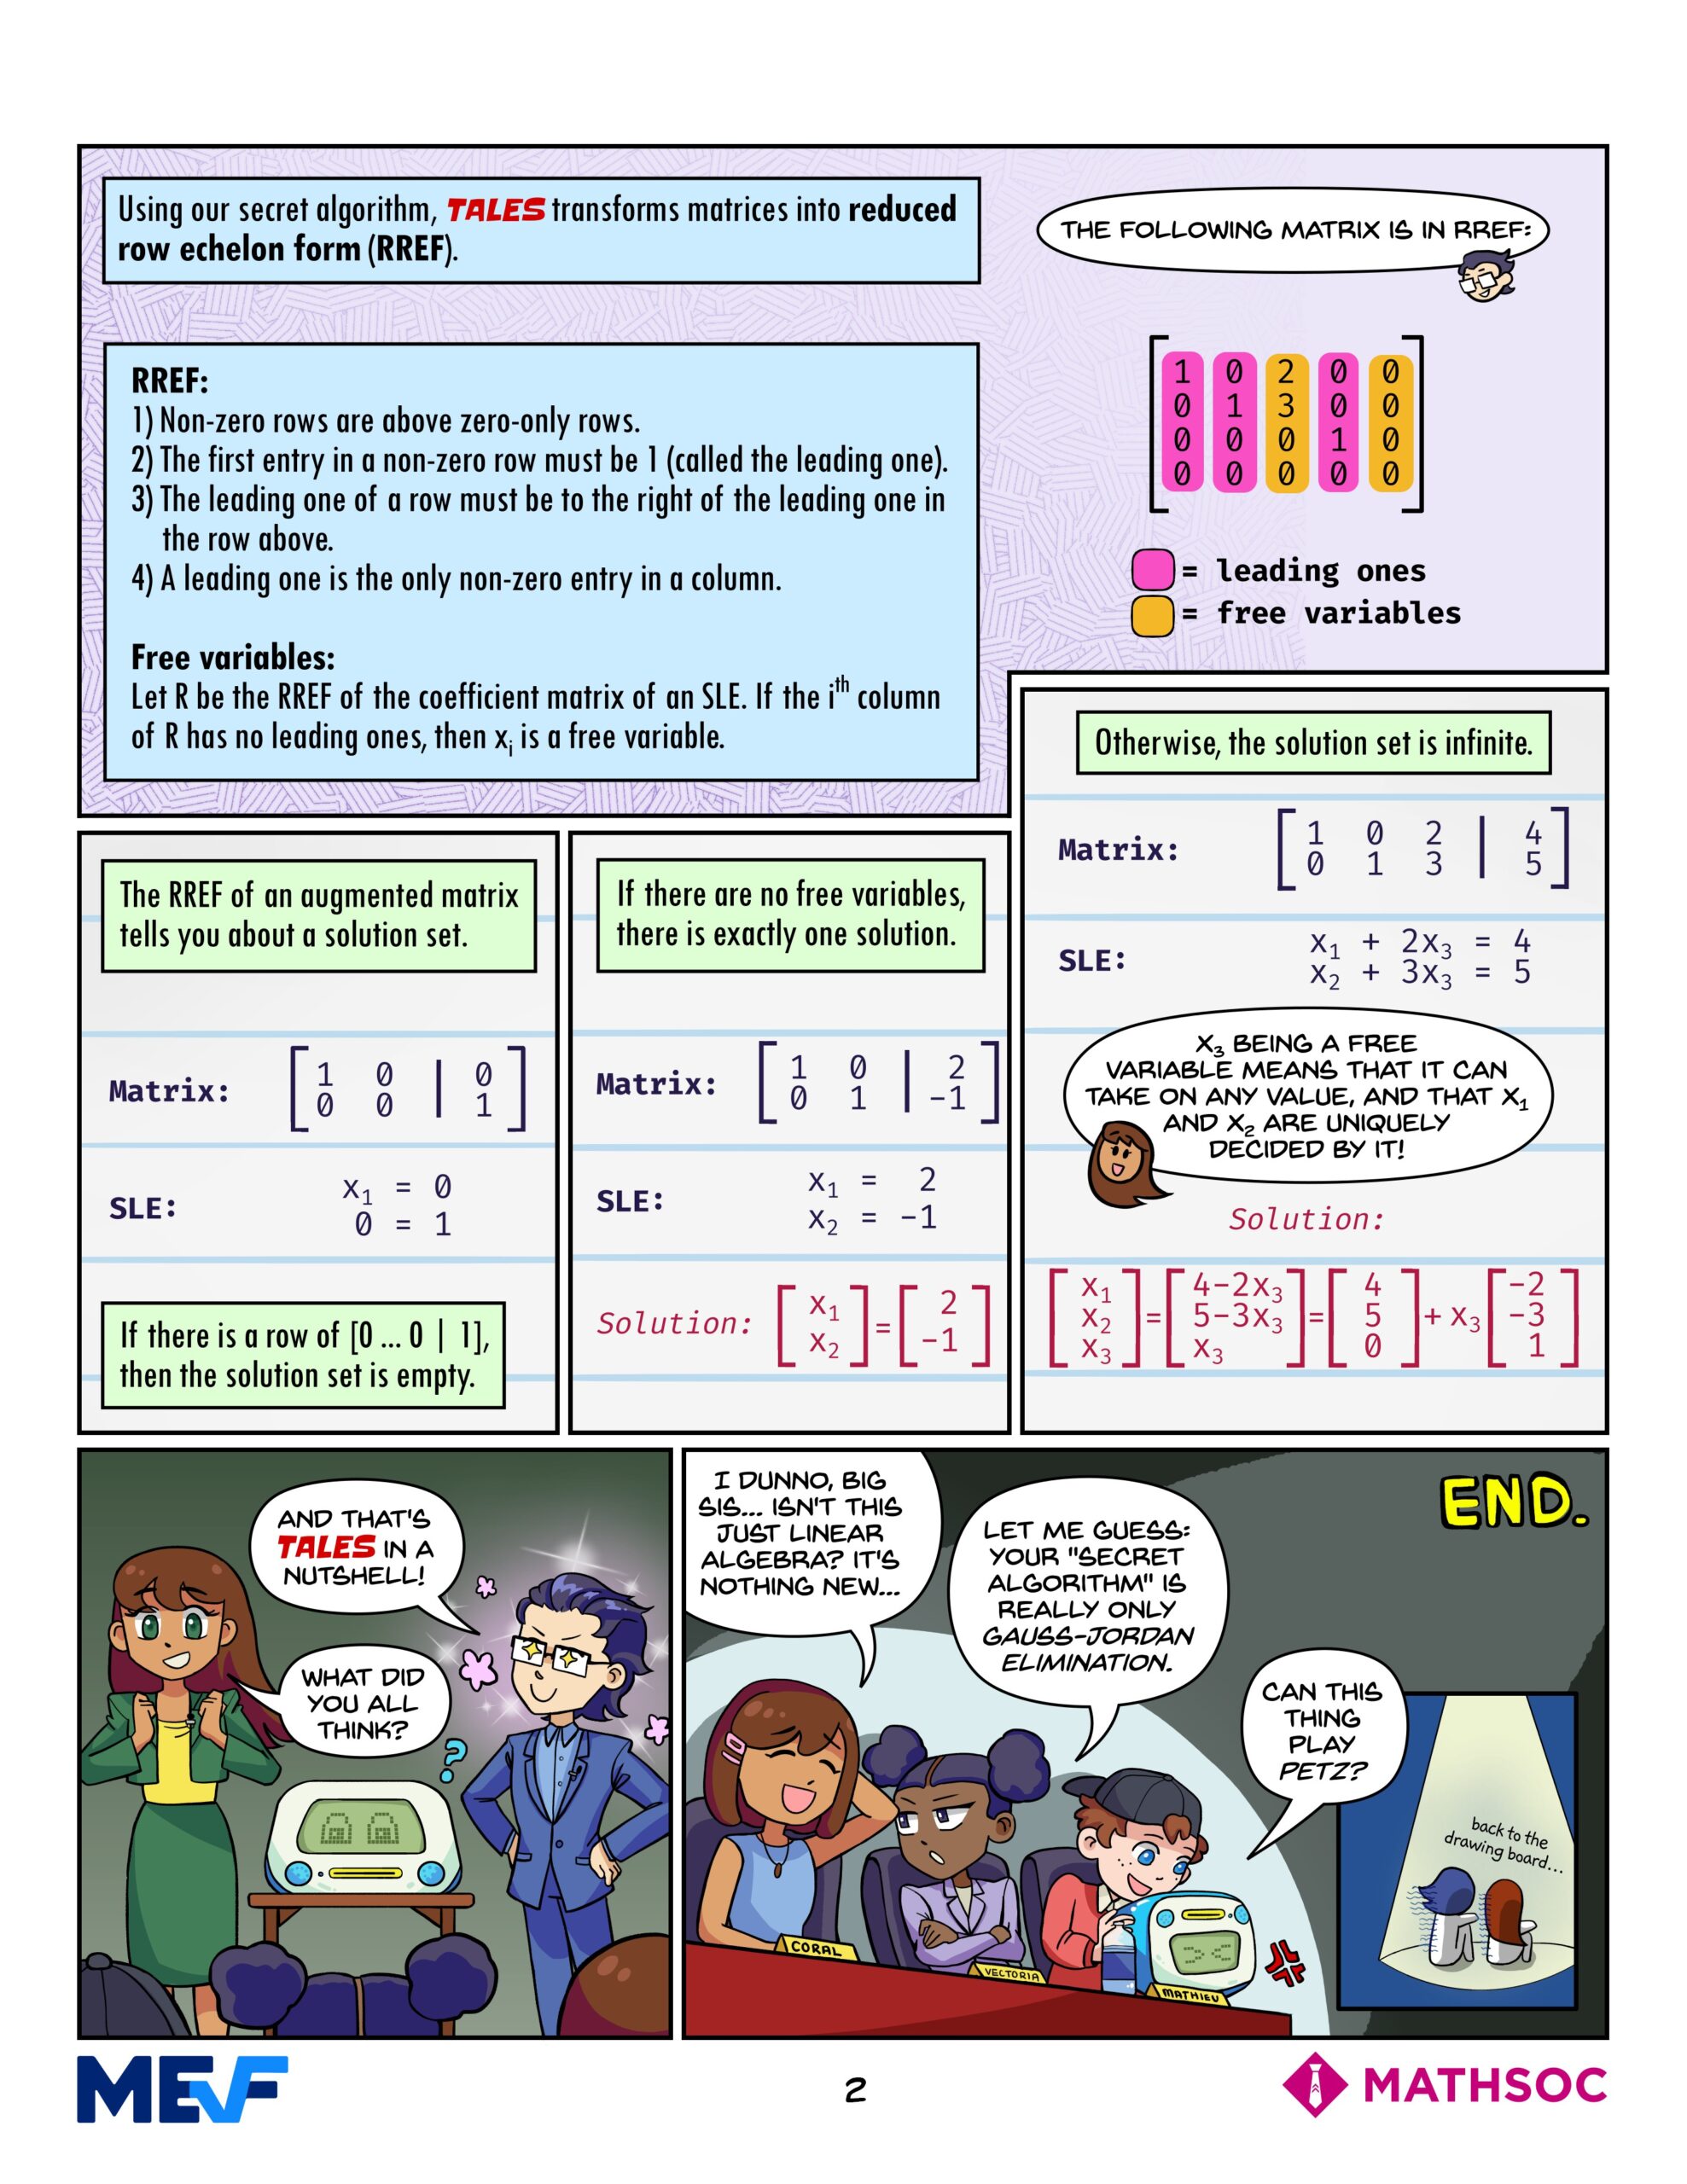 Using our secret algorithm, TALES transforms matrices into reduced
row echelon form (RREF).
THE FOLLOWING MATRIX IS IN RREF:
RREF:
1) Non-zero rows are above zero-only rows.
2) The first entry in a non-zero row must be 1 (called the leading one).
3) The leading one of a row must be to the right of the leading one in
the row above.
4) A leading one is the only non-zero entry in a column.
Free variables:
Let R be the RREF of the coefficient matrix of an SLE. If the iᵗʰ column
of R has no leading ones, then xᵢ is a free variable.
1 0 2 0 0
0 1 3 0 0
0 0 0 1 0
0 0 0 0 0
= leading ones
= free variables
The RREF of an augmented matrix
tells you about a solution set.
Matrix:
1 0 | 0
0 0 | 1
SLE:
x₁ = 0
0 = 1
If there is a row of [0 ... 0 | 1],
then the solution set is empty.
If there are no free variables,
there is exactly one solution.
Matrix:
1 0 | 2
0 1 | -1
SLE:
x₁ = 2
x₂ = -1
Solution:
x₁ 2
x₂ = -1
Otherwise, the solution set is infinite.
Matrix:
1 0 2 | 4
0 1 3 | 5
SLE:
x₁ + 2x₃ = 4
x₂ + 3x₃ = 5
X₃ BEING A FREE
VARIABLE MEANS THAT IT CAN
TAKE ON ANY VALUE, AND THAT X₁
AND X₂ ARE UNIQUELY
DECIDED BY IT!
Solution:
x₁ 4-2x₃ 4 -2
x₂ = 5-3x₃ = 5 + x₃ -3
x₃ x₃ 0 1
AND THAT'S
TALES IN A
NUTSHELL!
WHAT DID
YOU ALL
THINK?
?
I DUNNO, BIG
SIS... ISN'T THIS
JUST LINEAR
ALGEBRA? IT'S
NOTHING NEW...
LET ME GUESS:
YOUR "SECRET
ALGORITHM" IS
REALLY ONLY
GAUSS-JORDAN
ELIMINATION.
CAN THIS
THING
PLAY
PETZ?
END.
back to the
drawing board...
CORAL
VECTORIA
MATHIEU
MEF
2
MATHSOC